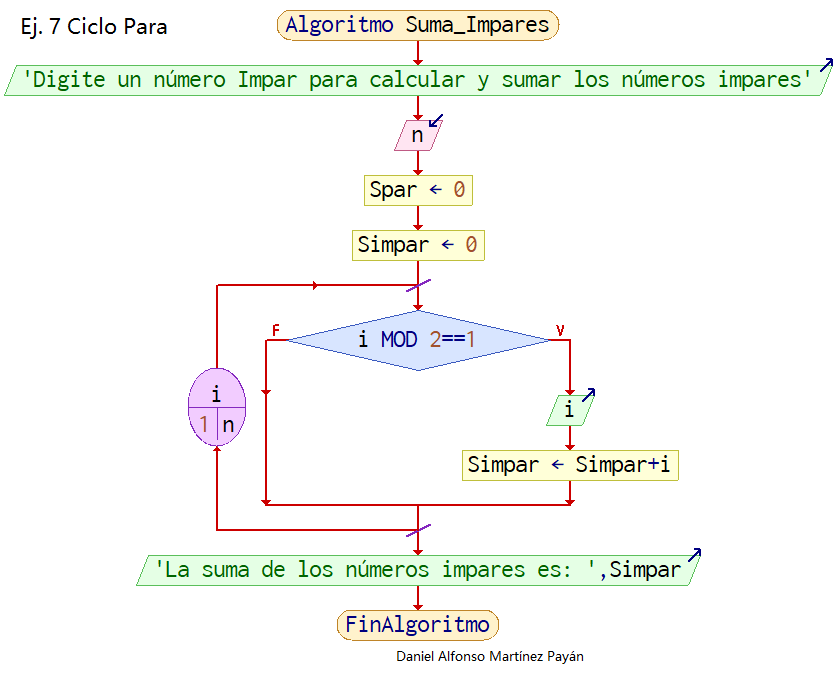 Ej. 7 Ciclo Para
Algoritmo Suma_Impares
'Digite un número Impar para calcular y sumar los números impares'
n
Spar ← 0
Simpar ← 0
F
i MOD 2==1
V
i
1 n
i
Simpar ← Simpar+i
'La suma de los números impares es: ',Simpar
FinAlgoritmo
Daniel Alfonso Martínez Payán